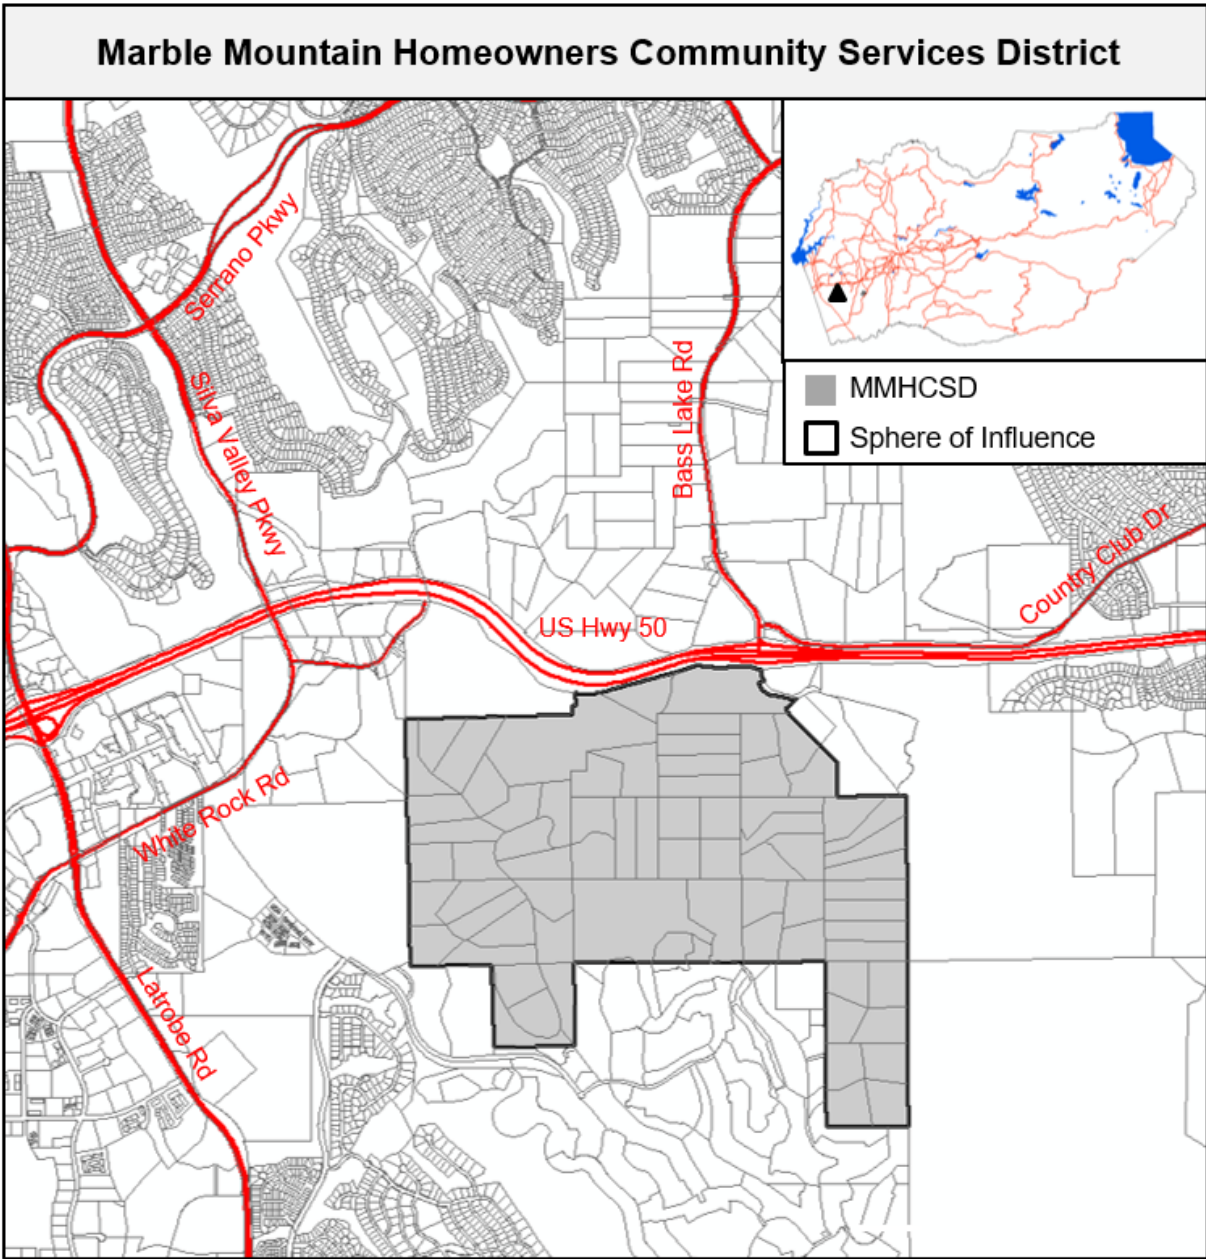 Marble Mountain Homeowners Community Services District
Serrano Pkwy
Silva Valley Pkwy
Bass Lake Rd
MMHCSD
Sphere of Influence
Country Club Dr
US Hwy 50
White Rock Rd
Latrobe Rd